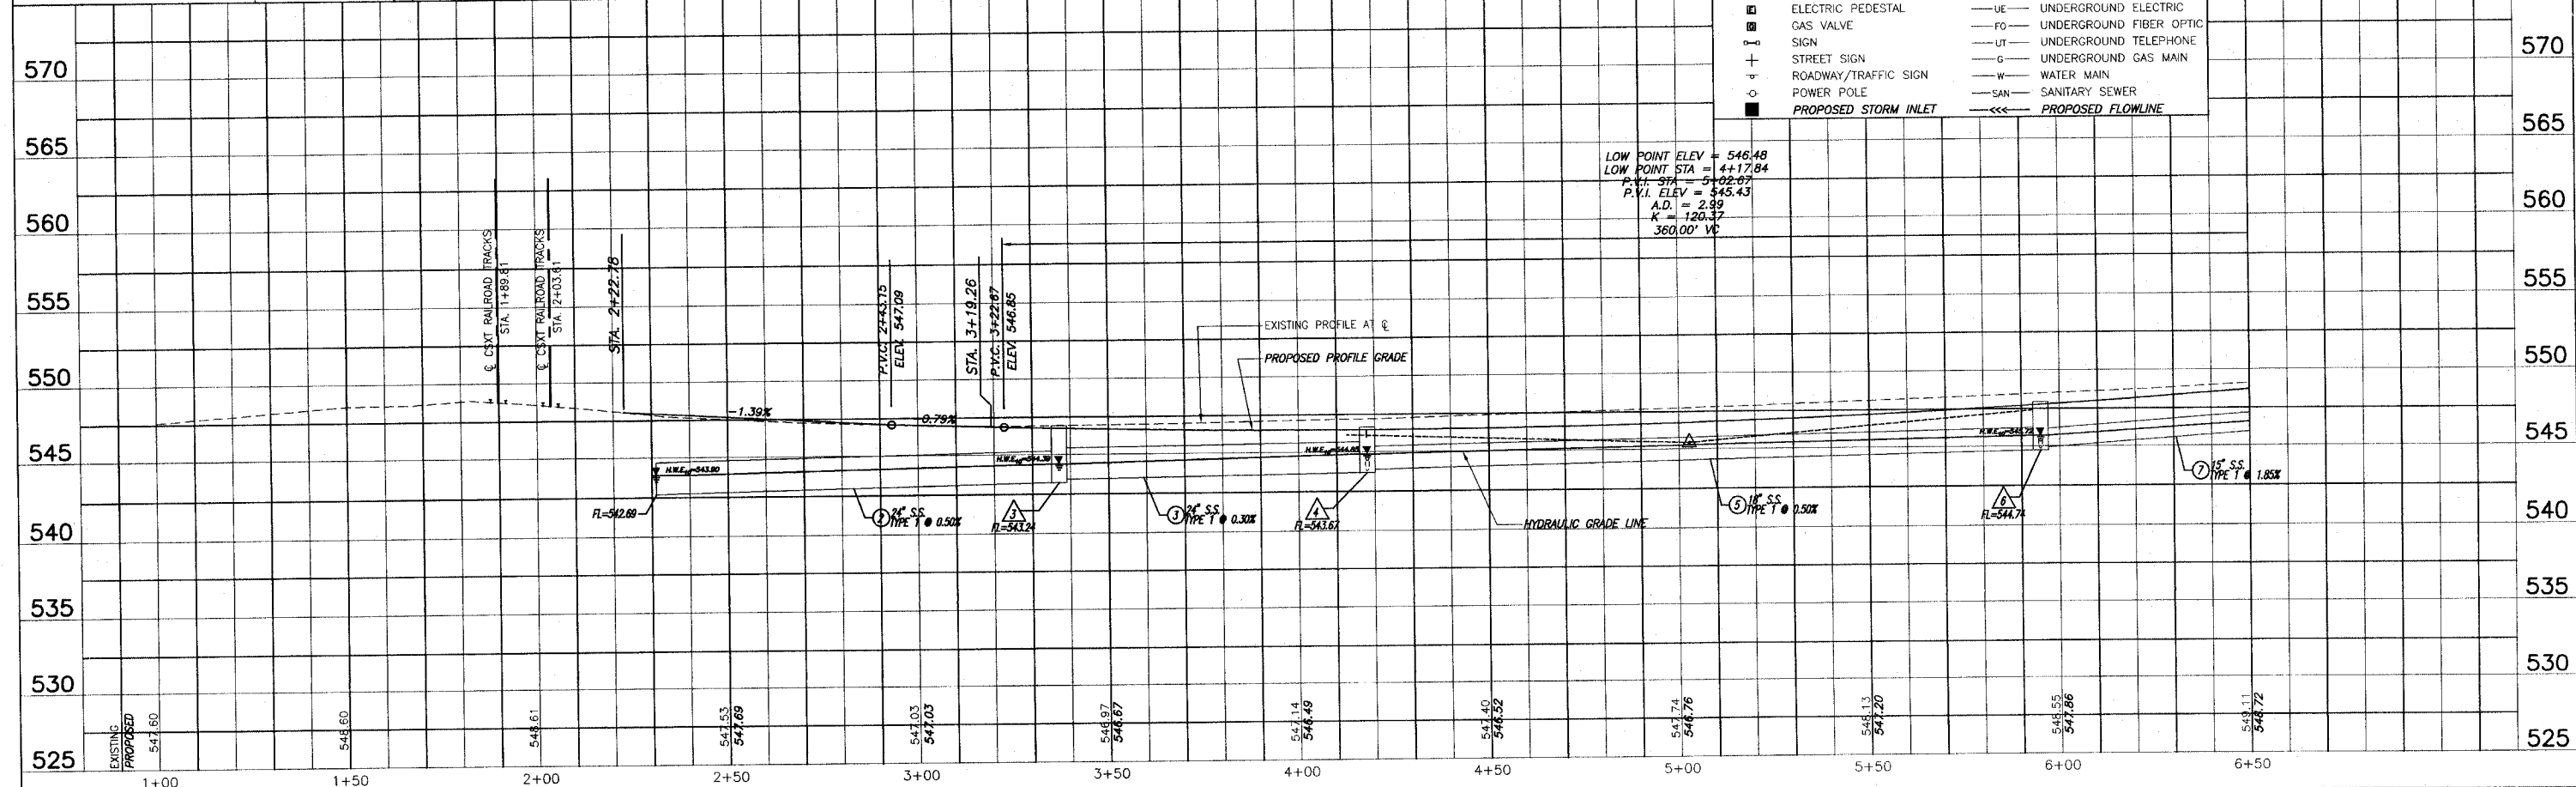 ELECTRIC PEDESTAL
GAS VALVE
SIGN
STREET SIGN
ROADWAY/TRAFFIC SIGN
POWER POLE
PROPOSED STORM INLET
UE UNDERGROUND ELECTRIC
FO UNDERGROUND FIBER OPTIC
UT UNDERGROUND TELEPHONE
G UNDERGROUND GAS MAIN
W WATER MAIN
SAN SANITARY SEWER
<<< PROPOSED FLOWLINE
570
565
560
555
550
545
540
535
530
525
570
565
560
555
550
545
540
535
530
525
LOW POINT ELEV = 546.48
LOW POINT STA = 4+17.84
P.V.I. STA = 5+02.67
P.V.I. ELEV = 545.43
A.D. = 2.99
K = 120.37
360.00' VC
℄ CSXT RAILROAD TRACKS
STA. 1+89.81
℄ CSXT RAILROAD TRACKS
STA. 2+03.61
STA. 2+22.78
ELEV. 547.09
STA. 3+19.26
P.V.C. 3+22.67
ELEV. 546.85
EXISTING PROFILE AT ℄
PROPOSED PROFILE GRADE
-1.39%
0.79%
H.W.E.10=543.90
FL=542.69
2 24" S.S.
TYPE 1 @ 0.50%
3
FL=543.24
3 24" S.S.
TYPE 1 @ 0.30%
4
FL=543.67
HYDRAULIC GRADE LINE
5 18" S.S.
TYPE 1 @ 0.50%
6
FL=544.74
7 15" S.S.
TYPE 1 @ 1.85%
EXISTING
PROPOSED
547.60
548.60
548.61
547.53
547.69
547.03
547.03
546.97
546.67
547.14
546.49
547.40
546.52
547.74
546.76
548.13
547.20
548.55
547.86
549.11
548.72
1+00
1+50
2+00
2+50
3+00
3+50
4+00
4+50
5+00
5+50
6+00
6+50